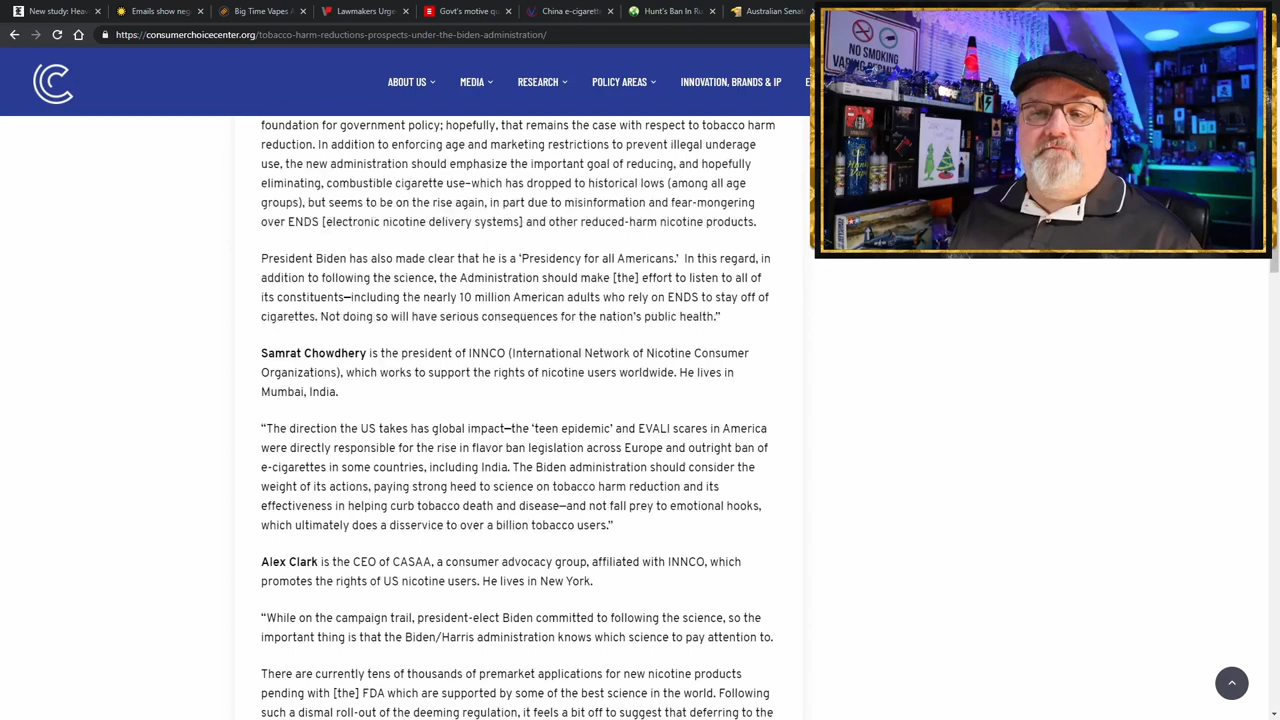 New study: Hea
Emails show ne
Big Time Vapes
Lawmakers Urge
Govt's motive o
China e-cigarett
Hunt's Ban In R
Australian Sena
https://consumerchoicecenter.org/tobacco-harm-reductions-prospects-under-the-biden-administration/
ABOUT US
MEDIA
RESEARCH
POLICY AREAS
INNOVATION, BRANDS & IP
E
NO SMOKING
foundation for government policy; hopefully, that remains the case with respect to tobacco harm
reduction. In addition to enforcing age and marketing restrictions to prevent illegal underage
use, the new administration should emphasize the important goal of reducing, and hopefully
eliminating, combustible cigarette use–which has dropped to historical lows (among all age
groups), but seems to be on the rise again, in part due to misinformation and fear-mongering
over ENDS [electronic nicotine delivery systems] and other reduced-harm nicotine products.
President Biden has also made clear that he is a ‘Presidency for all Americans.’ In this regard, in
addition to following the science, the Administration should make [the] effort to listen to all of
its constituents—including the nearly 10 million American adults who rely on ENDS to stay off of
cigarettes. Not doing so will have serious consequences for the nation’s public health.”
Samrat Chowdhery is the president of INNCO (International Network of Nicotine Consumer
Organizations), which works to support the rights of nicotine users worldwide. He lives in
Mumbai, India.
“The direction the US takes has global impact—the ‘teen epidemic’ and EVALI scares in America
were directly responsible for the rise in flavor ban legislation across Europe and outright ban of
e-cigarettes in some countries, including India. The Biden administration should consider the
weight of its actions, paying strong heed to science on tobacco harm reduction and its
effectiveness in helping curb tobacco death and disease—and not fall prey to emotional hooks,
which ultimately does a disservice to over a billion tobacco users.”
Alex Clark is the CEO of CASAA, a consumer advocacy group, affiliated with INNCO, which
promotes the rights of US nicotine users. He lives in New York.
“While on the campaign trail, president-elect Biden committed to following the science, so the
important thing is that the Biden/Harris administration knows which science to pay attention to.
There are currently tens of thousands of premarket applications for new nicotine products
pending with [the] FDA which are supported by some of the best science in the world. Following
such a dismal roll-out of the deeming regulation, it feels a bit off to suggest that deferring to the